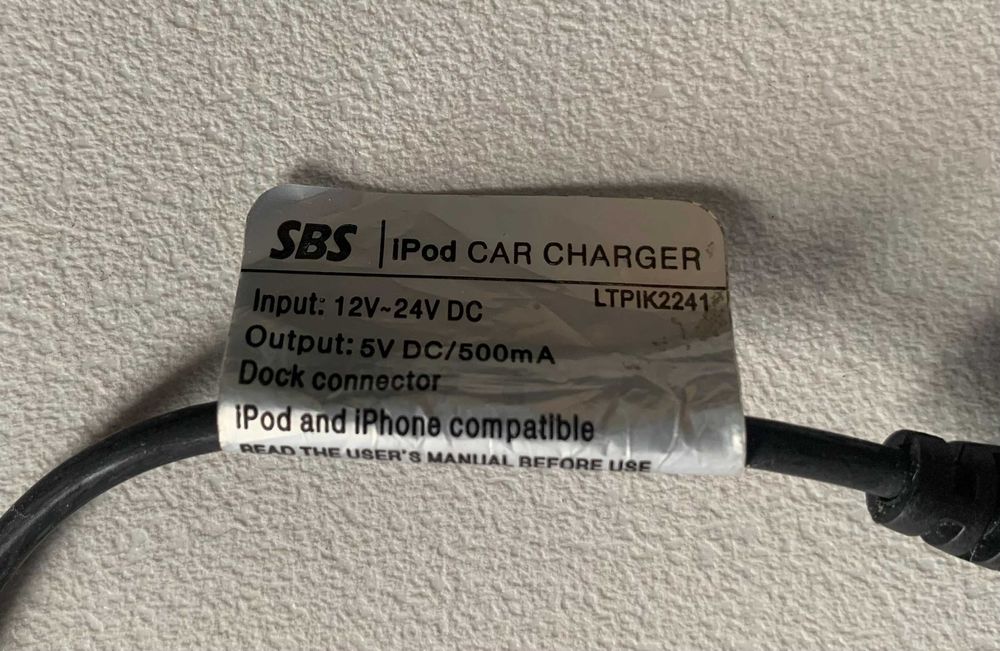 SBS | iPod CAR CHARGER
LTPIK2241
Input: 12V~24V DC
Output: 5V DC/500mA
Dock connector
iPod and iPhone compatible
READ THE USER'S MANUAL BEFORE USE